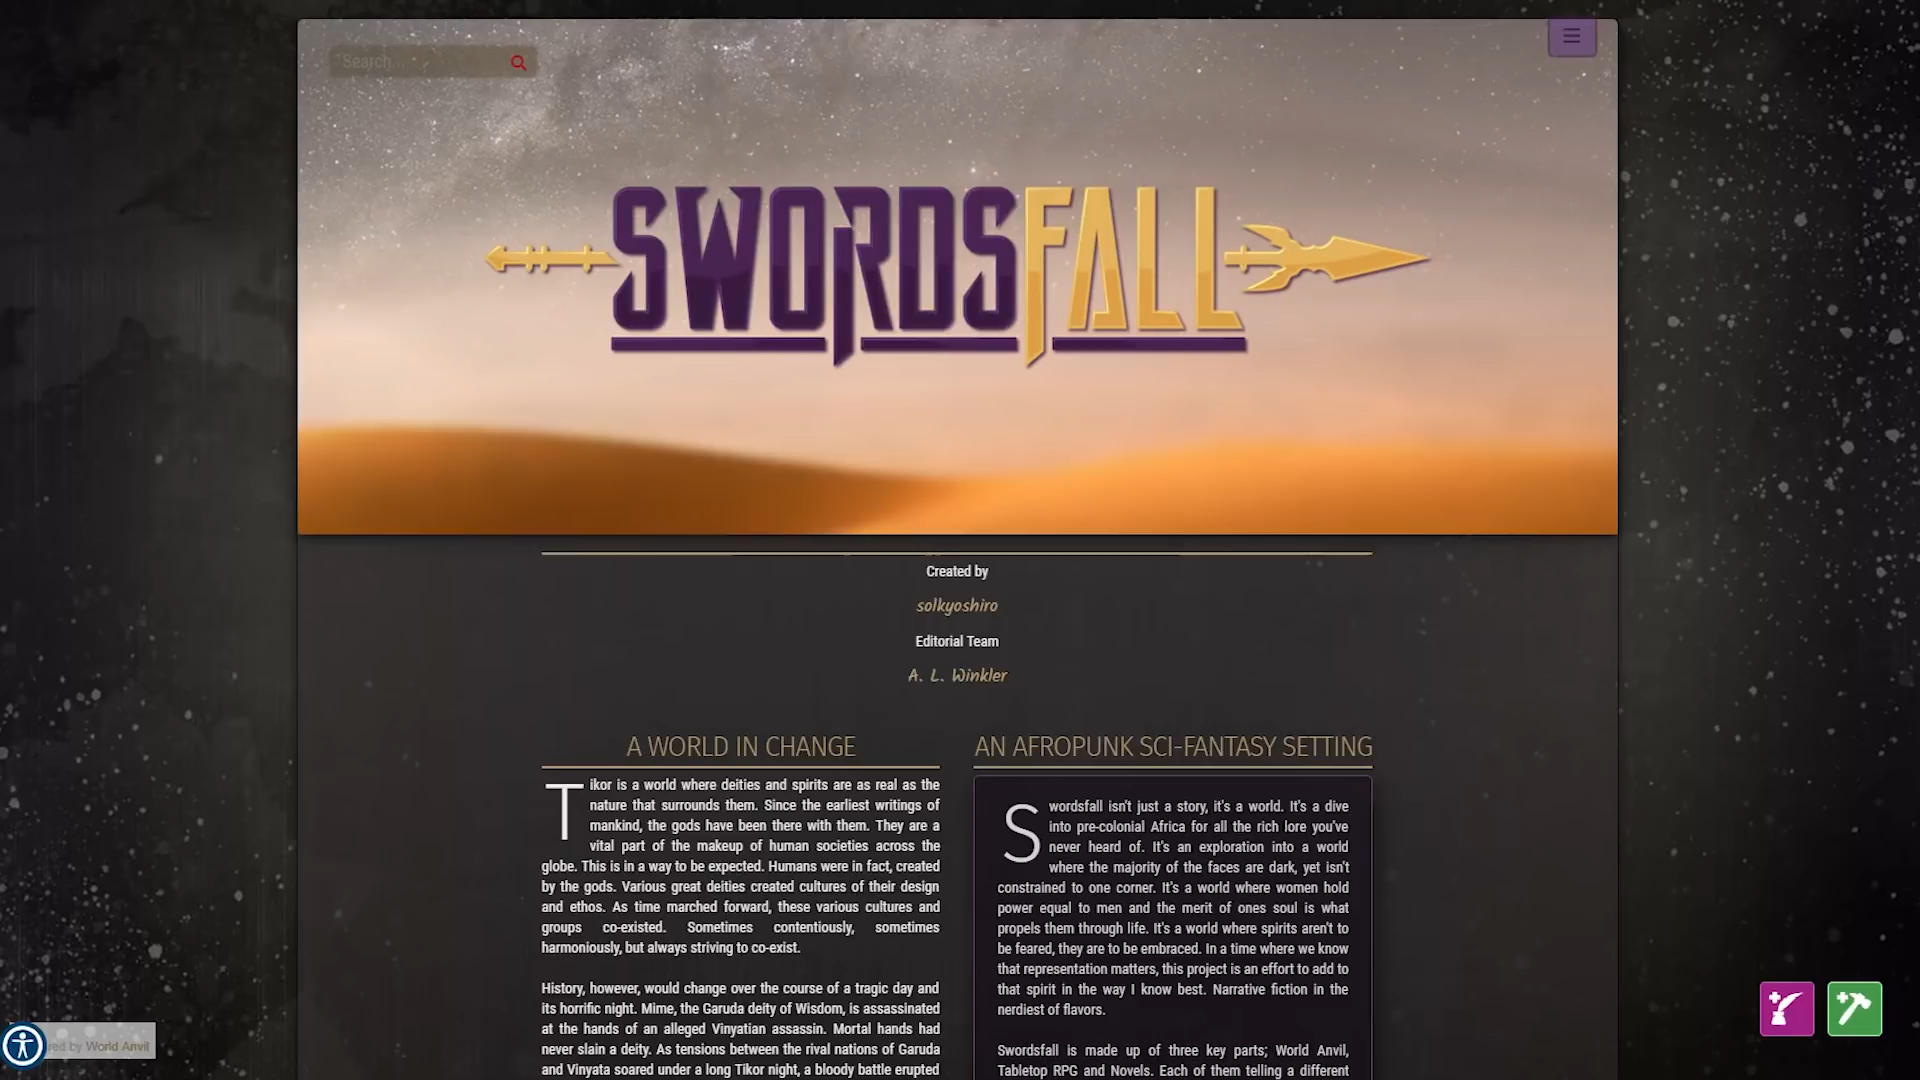 Search...
SWORDSFALL
Created by
solkyoshiro
Editorial Team
A. L. Winkler
A WORLD IN CHANGE
Tikor is a world where deities and spirits are as real as the
nature that surrounds them. Since the earliest writings of
mankind, the gods have been there with them. They are a
vital part of the makeup of human societies across the
globe. This is in a way to be expected. Humans were in fact, created
by the gods. Various great deities created cultures of their design
and ethos. As time marched forward, these various cultures and
groups co-existed. Sometimes contentiously, sometimes
harmoniously, but always striving to co-exist.
History, however, would change over the course of a tragic day and
its horrific night. Mime, the Garuda deity of Wisdom, is assassinated
at the hands of an alleged Vinyatian assassin. Mortal hands had
never slain a deity. As tensions between the rival nations of Garuda
and Vinyata soared under a long Tikor night, a bloody battle erupted
AN AFROPUNK SCI-FANTASY SETTING
Swordsfall isn't just a story, it's a world. It's a dive
into pre-colonial Africa for all the rich lore you've
never heard of. It's an exploration into a world
where the majority of the faces are dark, yet isn't
constrained to one corner. It's a world where women hold
power equal to men and the merit of ones soul is what
propels them through life. It's a world where spirits aren't to
be feared, they are to be embraced. In a time where we know
that representation matters, this project is an effort to add to
that spirit in the way I know best. Narrative fiction in the
nerdiest of flavors.
Swordsfall is made up of three key parts; World Anvil,
Tabletop RPG and Novels. Each of them telling a different
by World Anvil